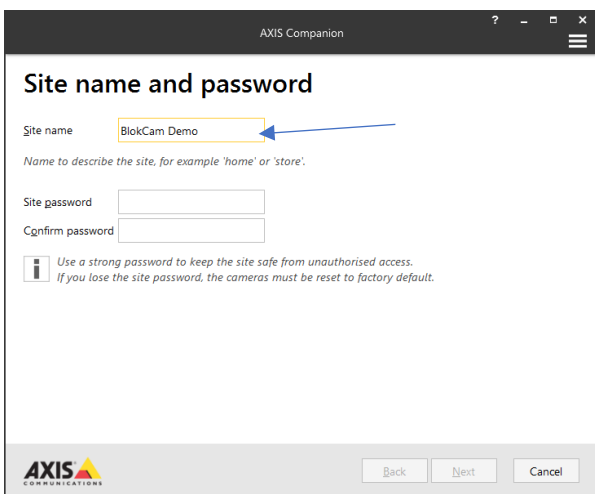 AXIS Companion
?
Site name and password
Site name BlokCam Demo
Name to describe the site, for example 'home' or 'store'.
Site password
Confirm password
Use a strong password to keep the site safe from unauthorised access.
If you lose the site password, the cameras must be reset to factory default.
AXIS
COMMUNICATIONS
Back Next Cancel